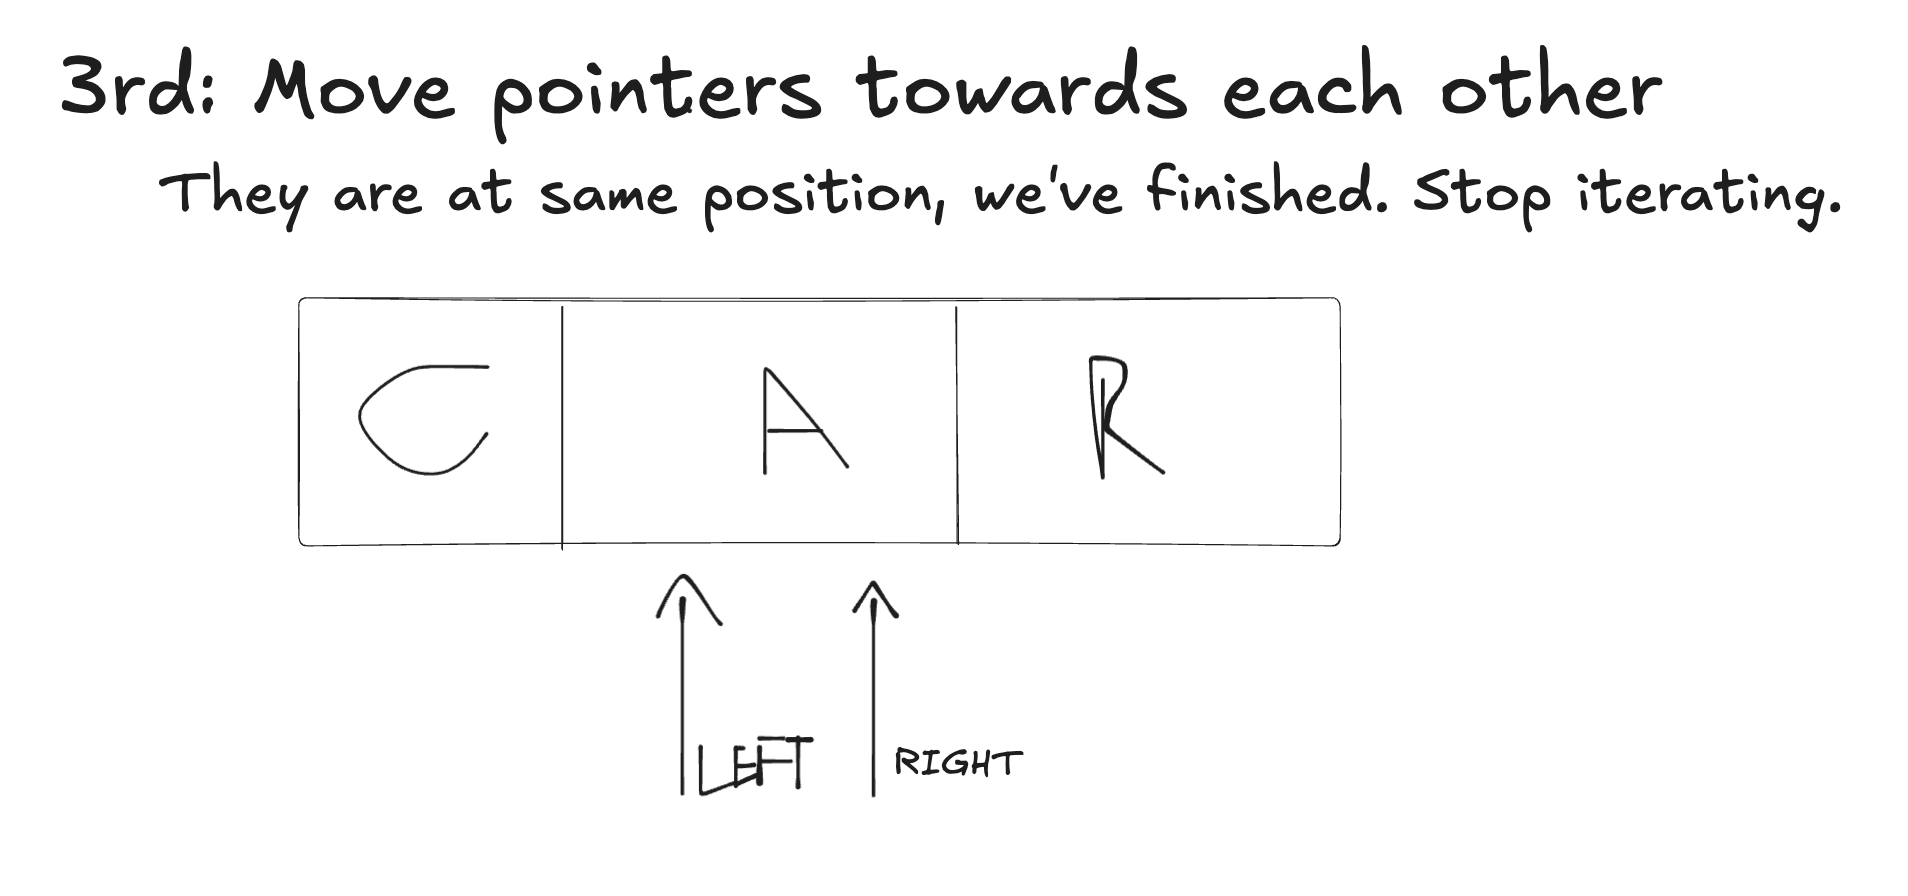 3rd: Move pointers towards each other
They are at same position, we've finished. Stop iterating.
C A R
LEFT RIGHT